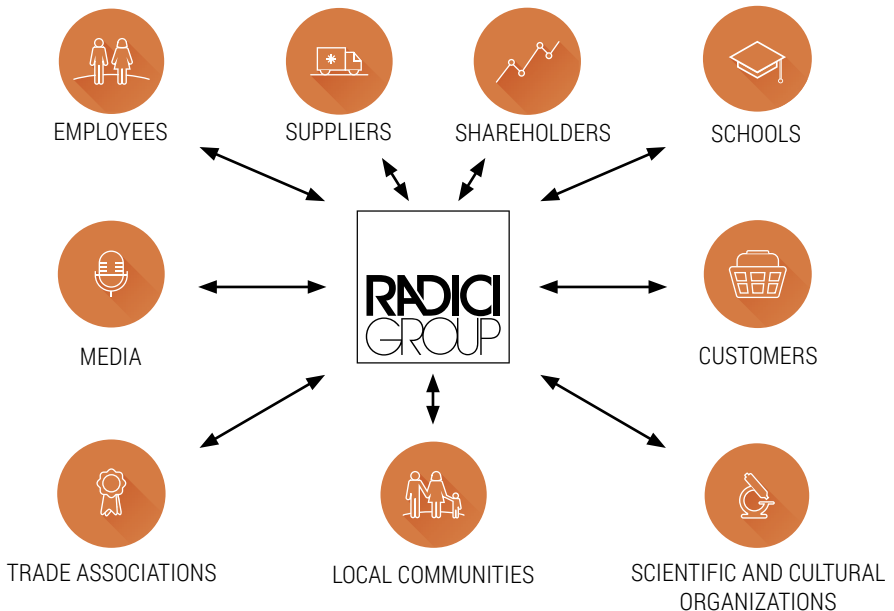 EMPLOYEES
SUPPLIERS
SHAREHOLDERS
SCHOOLS
RADICI
GROUP
MEDIA
CUSTOMERS
TRADE ASSOCIATIONS
LOCAL COMMUNITIES
SCIENTIFIC AND CULTURAL
ORGANIZATIONS